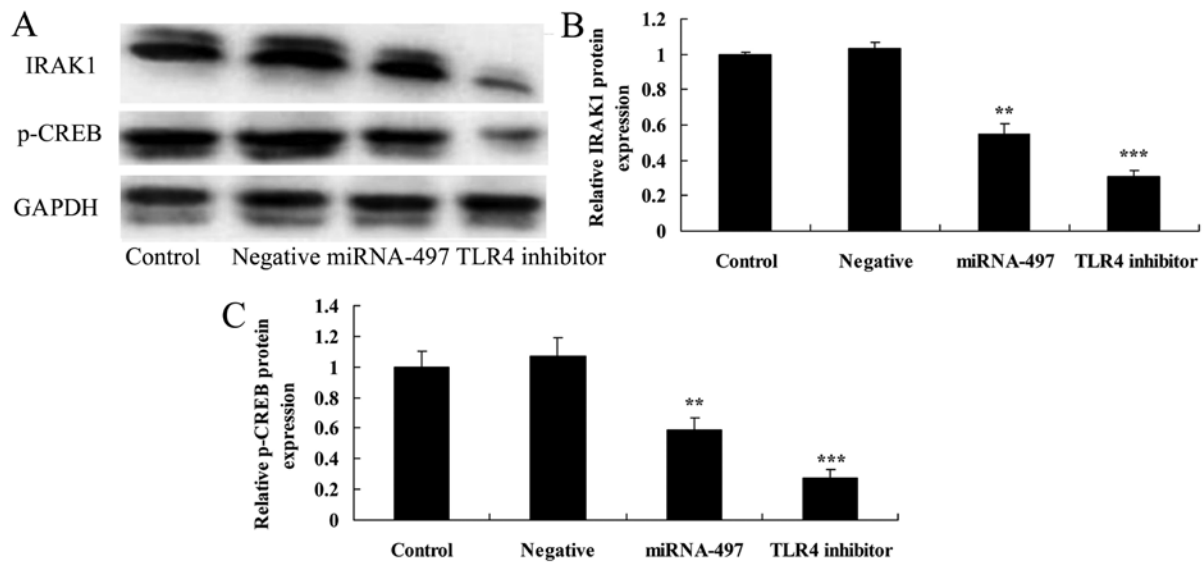 A
IRAK1
p-CREB
GAPDH
Control Negative miRNA-497 TLR4 inhibitor
B
Relative IRAK1 protein
expression
1.2
1
0.8
0.6
0.4
0.2
0
**
***
Control Negative miRNA-497 TLR4 inhibitor
C
Relative p-CREB protein
expression
1.4
1.2
1
0.8
0.6
0.4
0.2
0
**
***
Control Negative miRNA-497 TLR4 inhibitor